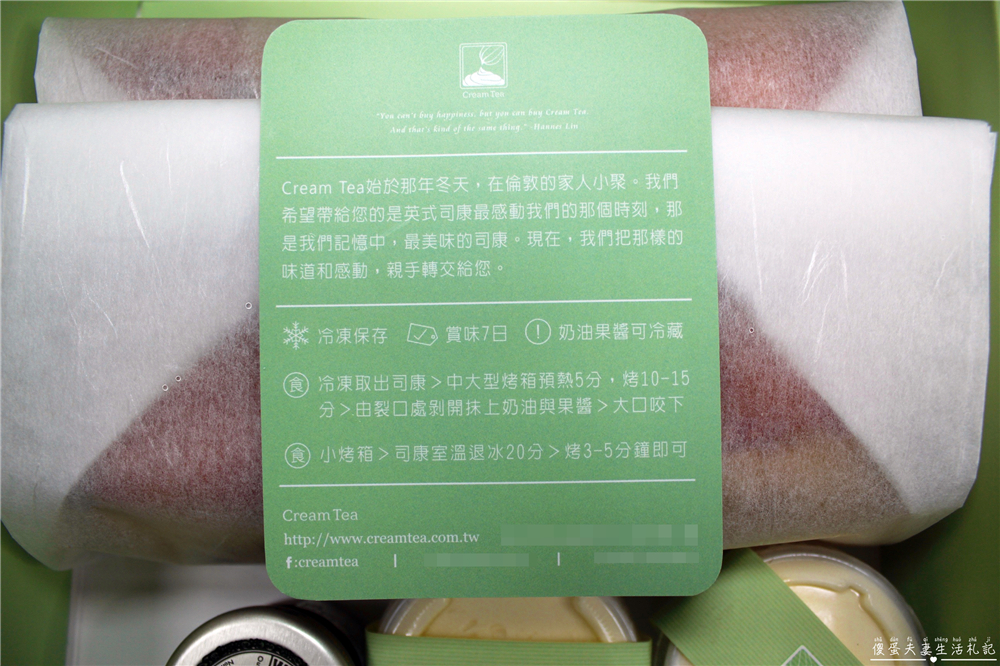 Cream Tea
"You can't buy happiness, but you can buy Cream Tea.
And that's kind of the same thing." -Hannes Lin
Cream Tea始於那年冬天，在倫敦的家人小聚。我們
希望帶給您的是英式司康最感動我們的那個時刻，那
是我們記憶中，最美味的司康。現在，我們把那樣的
味道和感動，親手轉交給您。
冷凍保存 賞味7日 ! 奶油果醬可冷藏
食 冷凍取出司康＞中大型烤箱預熱5分，烤10-15
分＞由裂口處剝開抹上奶油與果醬＞大口咬下
食 小烤箱＞司康室溫退冰20分＞烤3-5分鐘即可
Cream Tea
http://www.creamtea.com.tw
f:creamtea
傻蛋夫妻生活札記